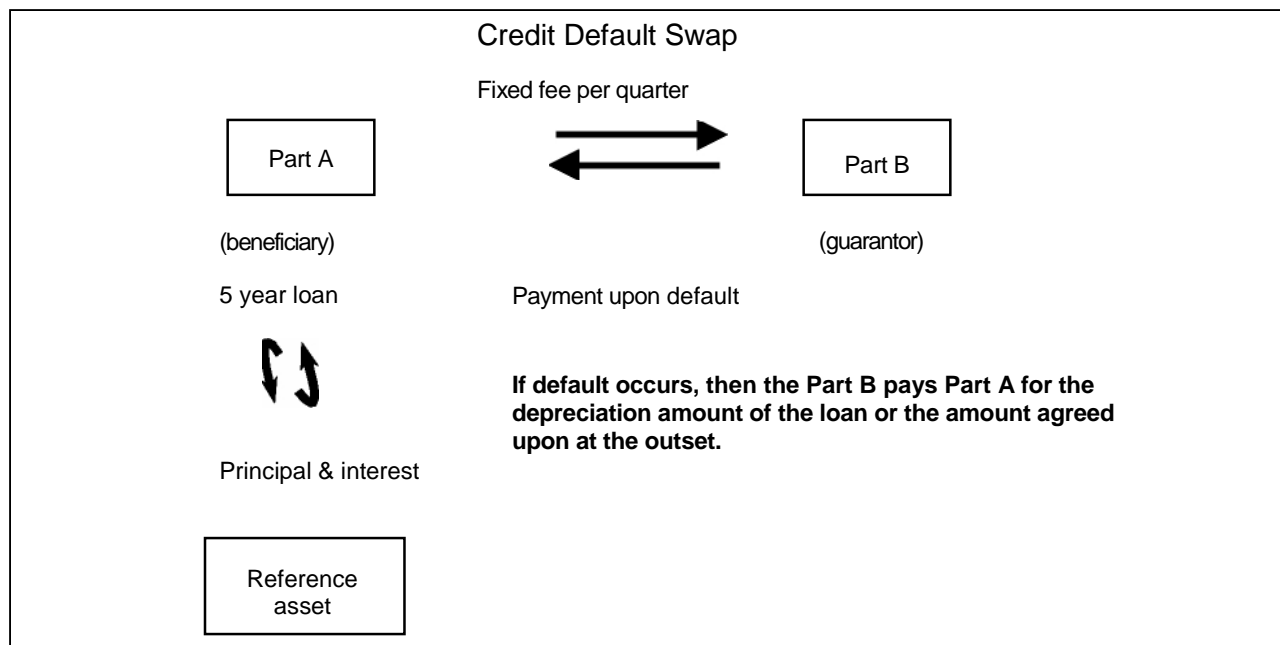 Credit Default Swap
Fixed fee per quarter
Part A
Part B
(beneficiary)
(guarantor)
5 year loan
Payment upon default
If default occurs, then the Part B pays Part A for the
depreciation amount of the loan or the amount agreed
upon at the outset.
Principal & interest
Reference
asset